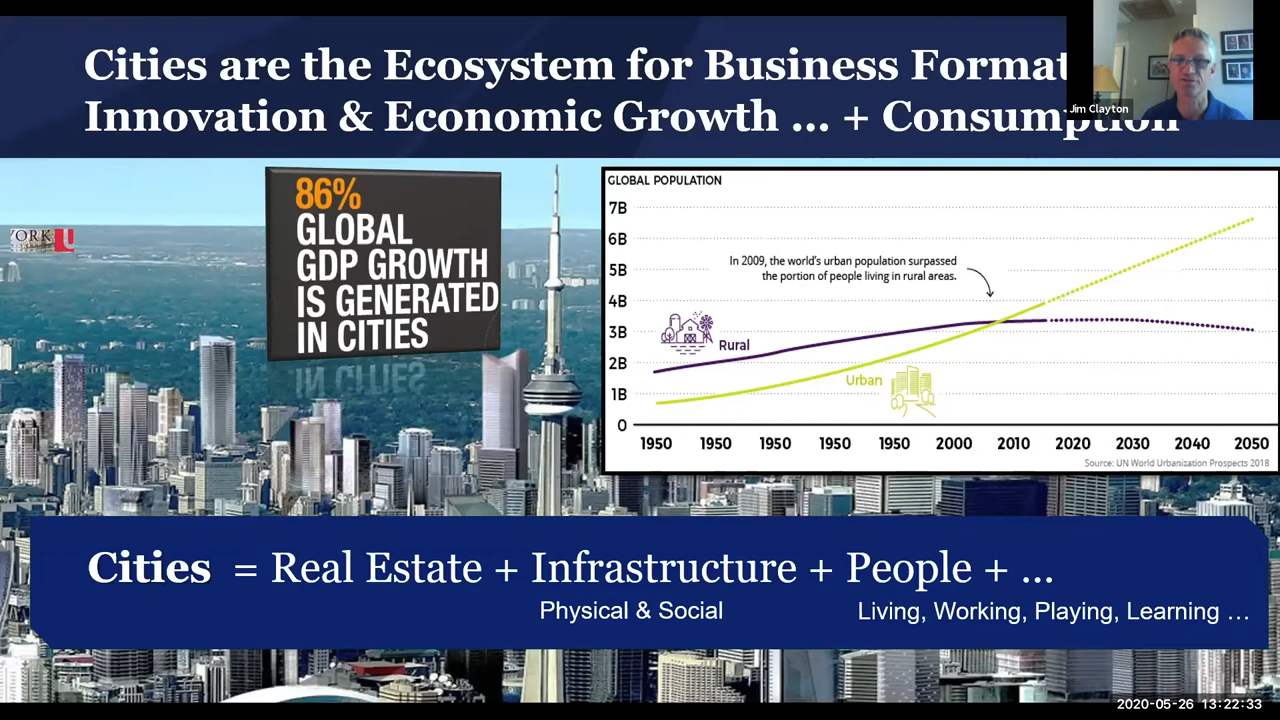 Cities are the Ecosystem for Business Format
Innovation & Economic Growth ... + Consumption
Jim Clayton
86%
GLOBAL
GDP GROWTH
IS GENERATED
IN CITIES
IN CITIES
ORK U
GLOBAL POPULATION
7B
6B
5B
4B
3B
2B
1B
0
In 2009, the world's urban population surpassed
the portion of people living in rural areas.
Rural
Urban
1950 1950 1950 1950 1950 2000 2010 2020 2030 2040 2050
Source: UN World Urbanization Prospects 2018
Cities = Real Estate + Infrastructure + People + ...
Physical & Social Living, Working, Playing, Learning ...
2020-05-26 13:22:33